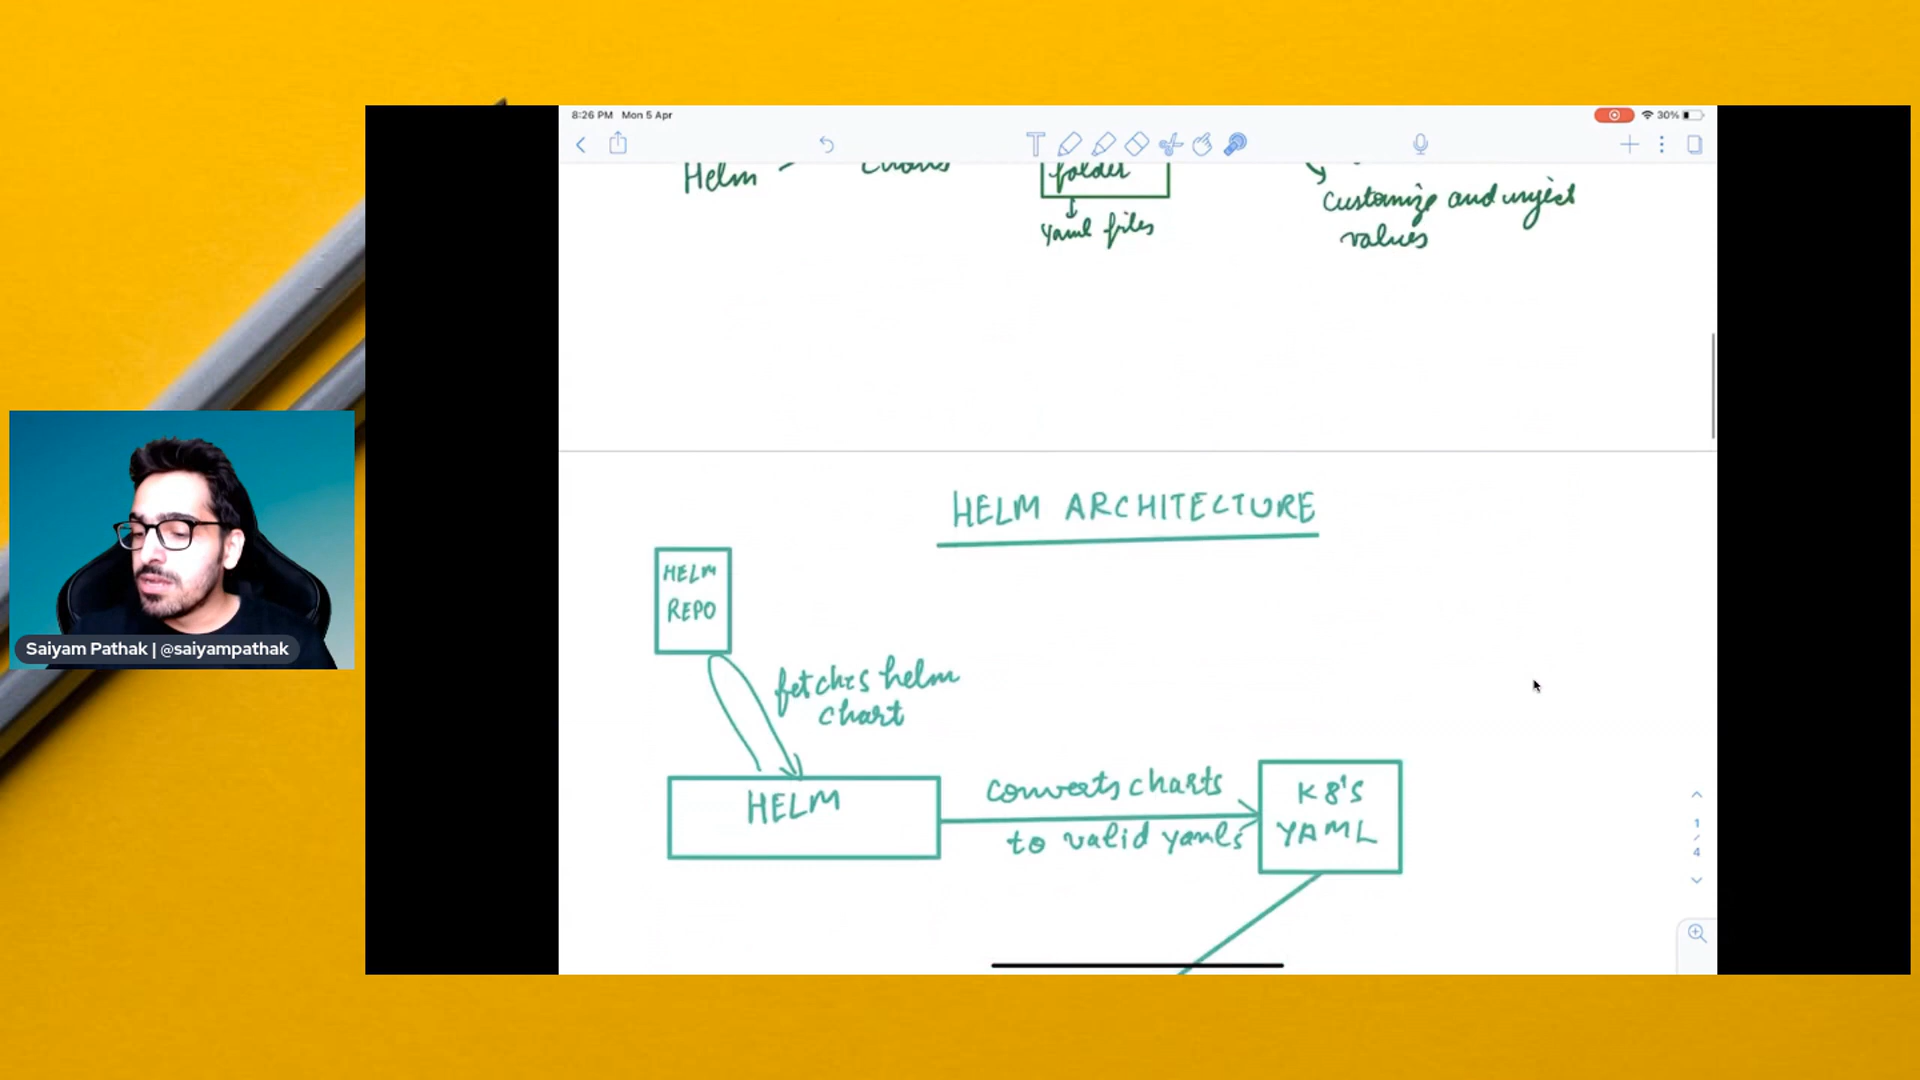 8:26 PM Mon 5 Apr
30%
Helm
folder
yaml files
Customize and inject
values
HELM ARCHITECTURE
HELM
REPO
fetches helm
chart
HELM
converts charts
to valid yamls
K8's
YAML
1
/
4
Saiyam Pathak | @saiyampathak